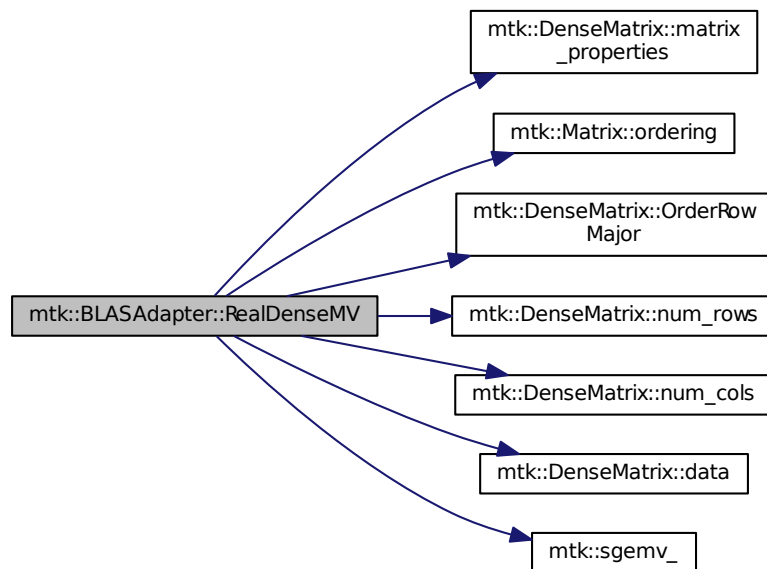 mtk::DenseMatrix::matrix
_properties
mtk::Matrix::ordering
mtk::DenseMatrix::OrderRow
Major
mtk::BLASAdapter::RealDenseMV
mtk::DenseMatrix::num_rows
mtk::DenseMatrix::num_cols
mtk::DenseMatrix::data
mtk::sgemv_